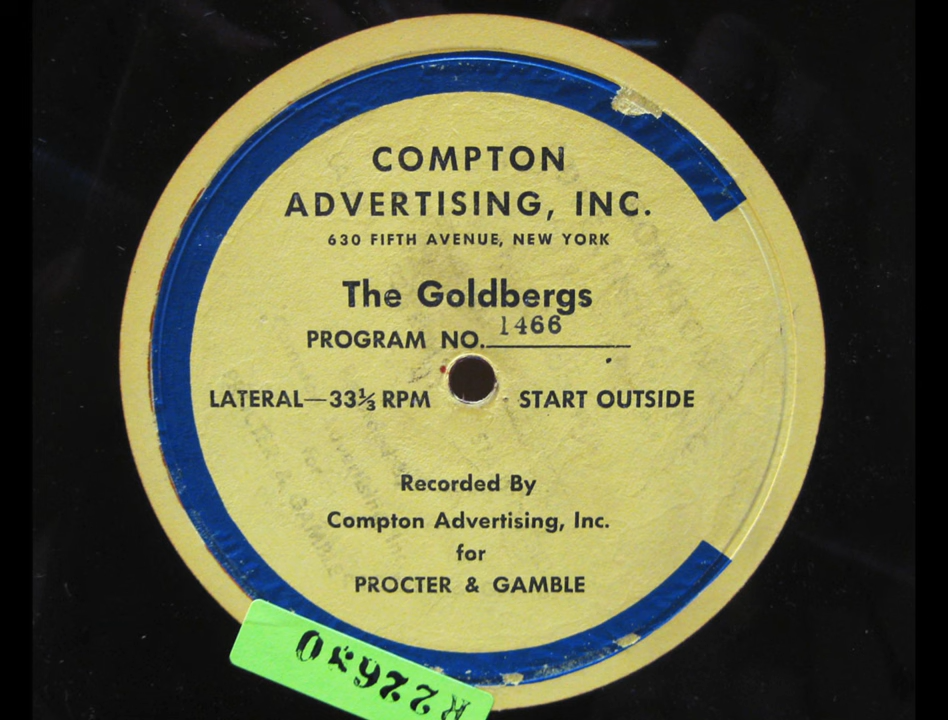 COMPTON
ADVERTISING, INC.
630 FIFTH AVENUE, NEW YORK
The Goldbergs
PROGRAM NO. 1466
LATERAL—33⅓ RPM START OUTSIDE
Recorded By
Compton Advertising, Inc.
for
PROCTER & GAMBLE